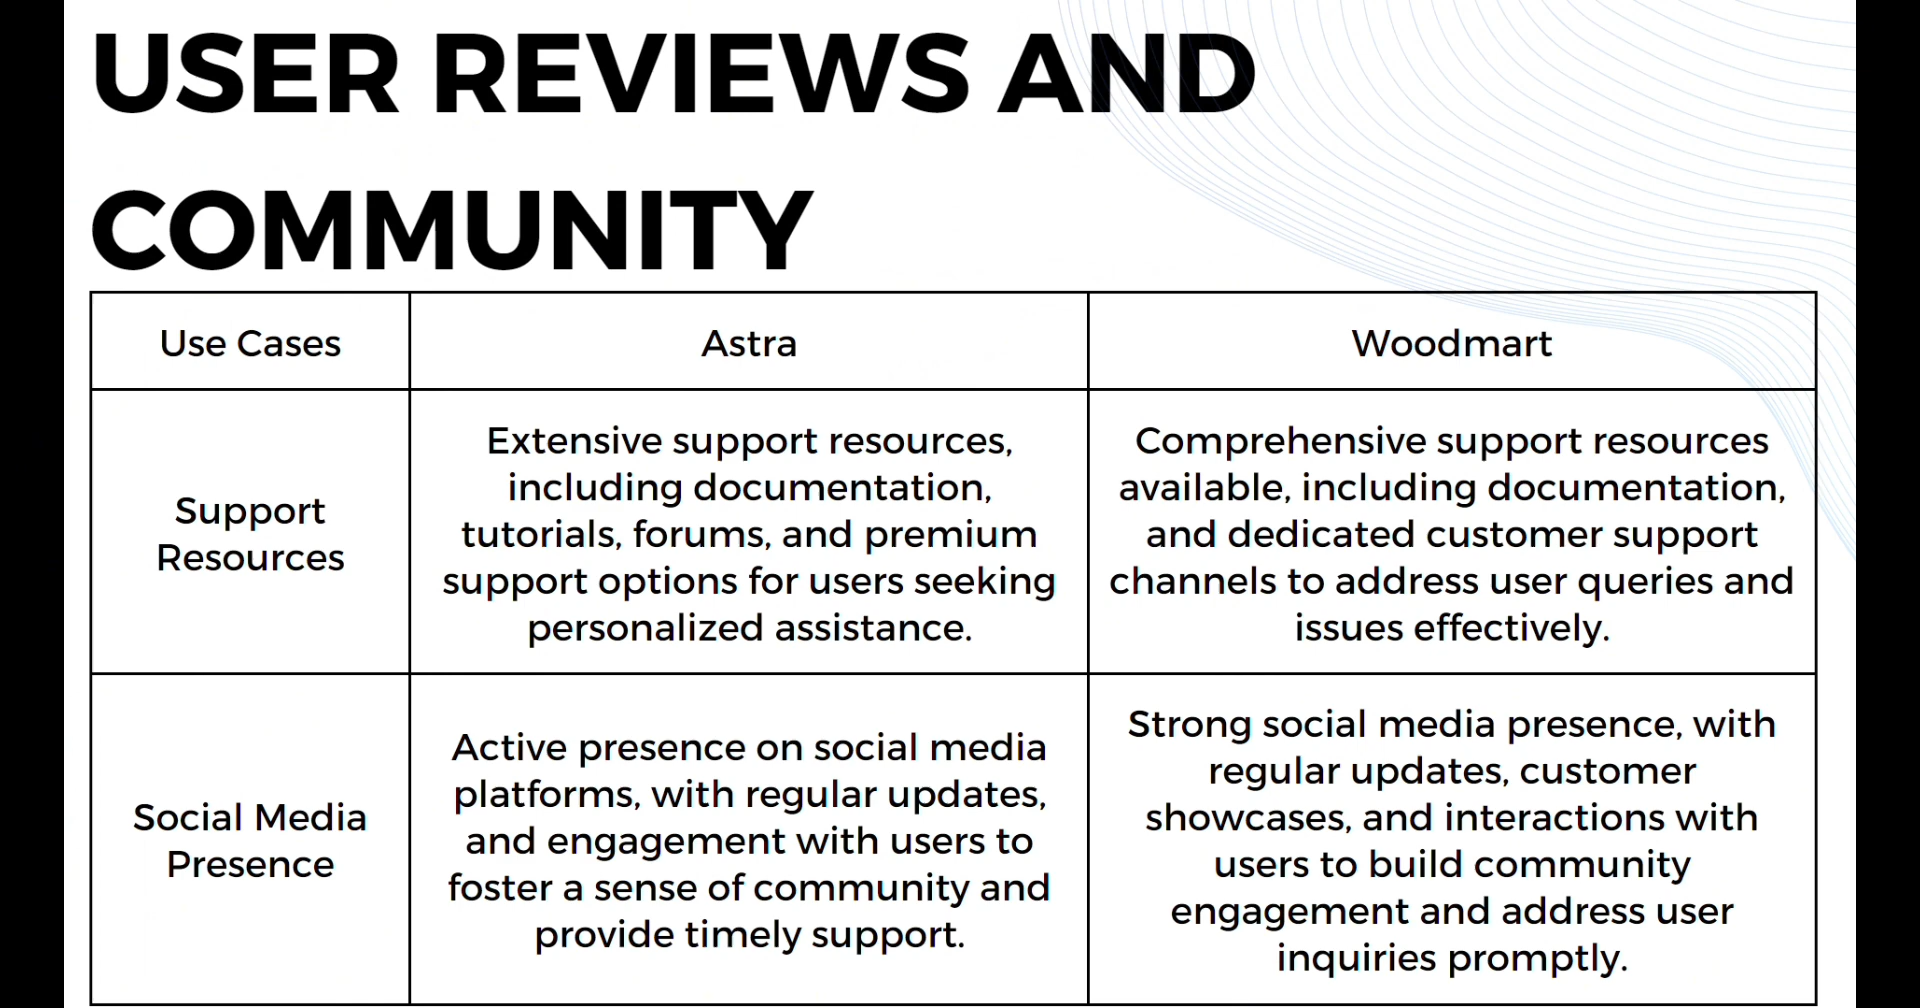 USER REVIEWS AND
COMMUNITY
Use Cases
Astra
Woodmart
Support
Resources
Extensive support resources,
including documentation,
tutorials, forums, and premium
support options for users seeking
personalized assistance.
Comprehensive support resources
available, including documentation,
and dedicated customer support
channels to address user queries and
issues effectively.
Social Media
Presence
Active presence on social media
platforms, with regular updates,
and engagement with users to
foster a sense of community and
provide timely support.
Strong social media presence, with
regular updates, customer
showcases, and interactions with
users to build community
engagement and address user
inquiries promptly.